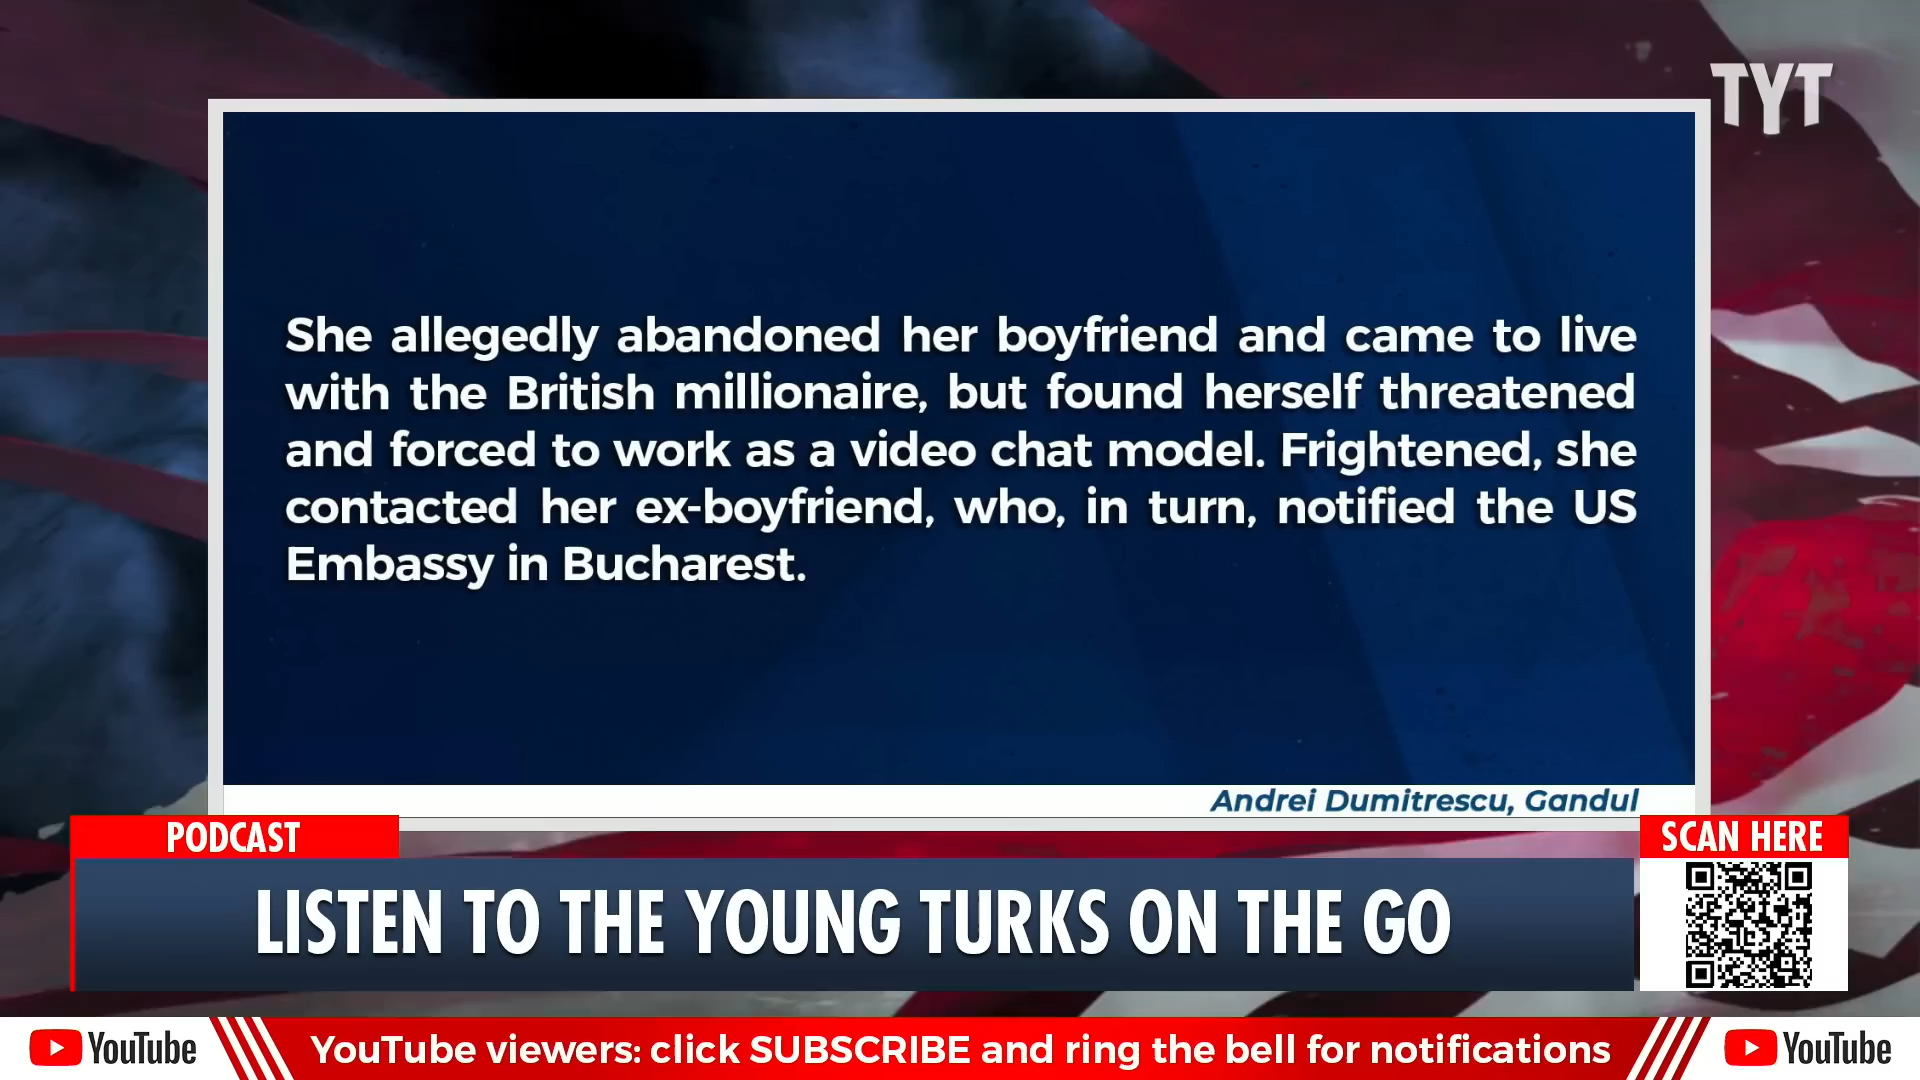 TYT
She allegedly abandoned her boyfriend and came to live
with the British millionaire, but found herself threatened
and forced to work as a video chat model. Frightened, she
contacted her ex-boyfriend, who, in turn, notified the US
Embassy in Bucharest.
Andrei Dumitrescu, Gandul
PODCAST
SCAN HERE
LISTEN TO THE YOUNG TURKS ON THE GO
YouTube
YouTube viewers: click SUBSCRIBE and ring the bell for notifications
YouTube